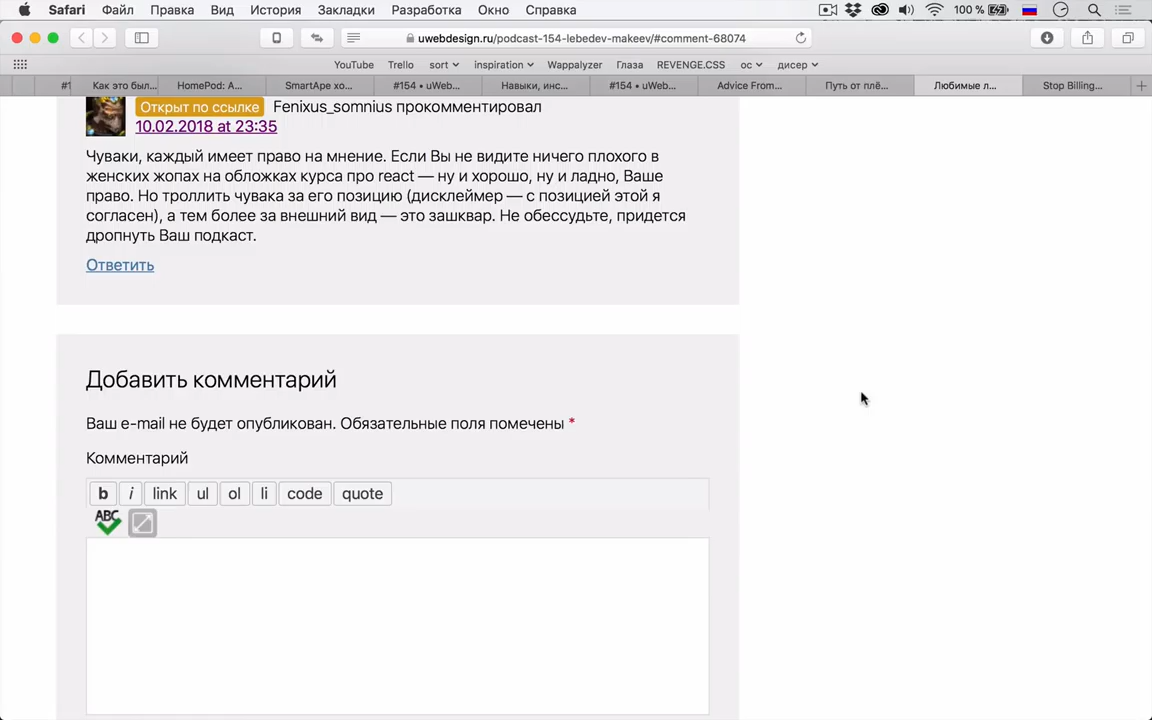 Safari Файл Правка Вид История Закладки Разработка Окно Справка 100 %
uwebdesign.ru/podcast-154-lebedev-makeev/#comment-68074
YouTube Trello sort inspiration Wappalyzer Глаза REVENGE.CSS ос дисер
#1 Как это был... HomePod: A... SmartApe хо... #154 • uWeb... Навыки, инс... #154 • uWeb... Advice From... Путь от плё... Любимые л... Stop Billing...
Открыт по ссылке Fenixus_somnius прокомментировал
10.02.2018 at 23:35
Чуваки, каждый имеет право на мнение. Если Вы не видите ничего плохого в
женских жопах на обложках курса про react — ну и хорошо, ну и ладно, Ваше
право. Но троллить чувака за его позицию (дисклеймер — с позицией этой я
согласен), а тем более за внешний вид — это зашквар. Не обессудьте, придется
дропнуть Ваш подкаст.
Ответить
Добавить комментарий
Ваш e-mail не будет опубликован. Обязательные поля помечены *
Комментарий
b i link ul ol li code quote
ABC